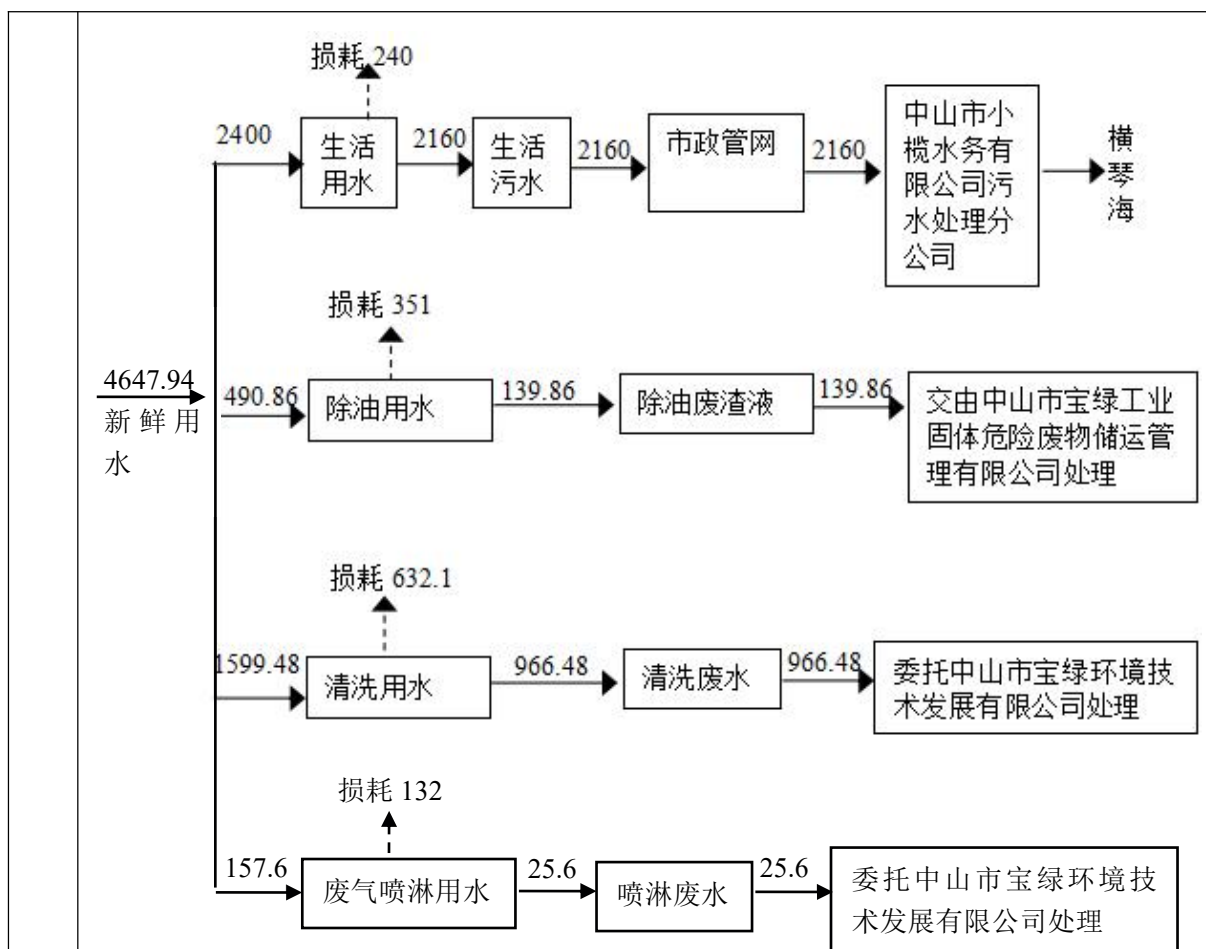 损耗 240
2400
生活
用水
2160
生活
污水
2160
市政管网
2160
中山市小
榄水务有
限公司污
水处理分
公司
横
琴
海
4647.94
新鲜用
水
损耗 351
490.86
除油用水
139.86
除油废渣液
139.86
交由中山市宝绿工业
固体危险废物储运管
理有限公司处理
损耗 632.1
1599.48
清洗用水
966.48
清洗废水
966.48
委托中山市宝绿环境技
术发展有限公司处理
损耗 132
157.6
废气喷淋用水
25.6
喷淋废水
25.6
委托中山市宝绿环境技
术发展有限公司处理